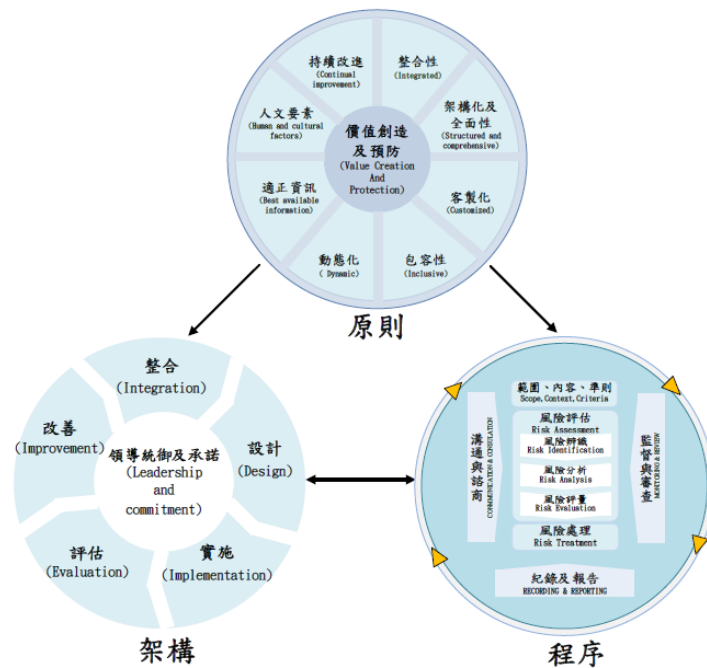 持續改進
(Continual
improvement)
整合性
(Integrated)
架構化及
全面性
(Structured and
comprehensive)
客製化
(Customized)
包容性
(Inclusive)
動態化
( Dynamic)
適正資訊
(Best available
information)
人文要素
(Human and cultural
factors)
價值創造
及預防
(Value Creation
And
Protection)
原則
整合
(Integration)
設計
(Design)
實施
(Implementation)
評估
(Evaluation)
改善
(Improvement)
領導統御及承諾
(Leadership
and
commitment)
架構
範圍、內容、準則
Scope,Context,Criteria
風險評估
Risk Assessment
風險辨識
Risk Identification
風險分析
Risk Analysis
風險評量
Risk Evaluation
風險處理
Risk Treatment
溝通與諮商
COMMUNICATION & CONSULATION
監督與審查
MONITORING & REVIEW
紀錄及報告
RECORDING & REPORTING
程序